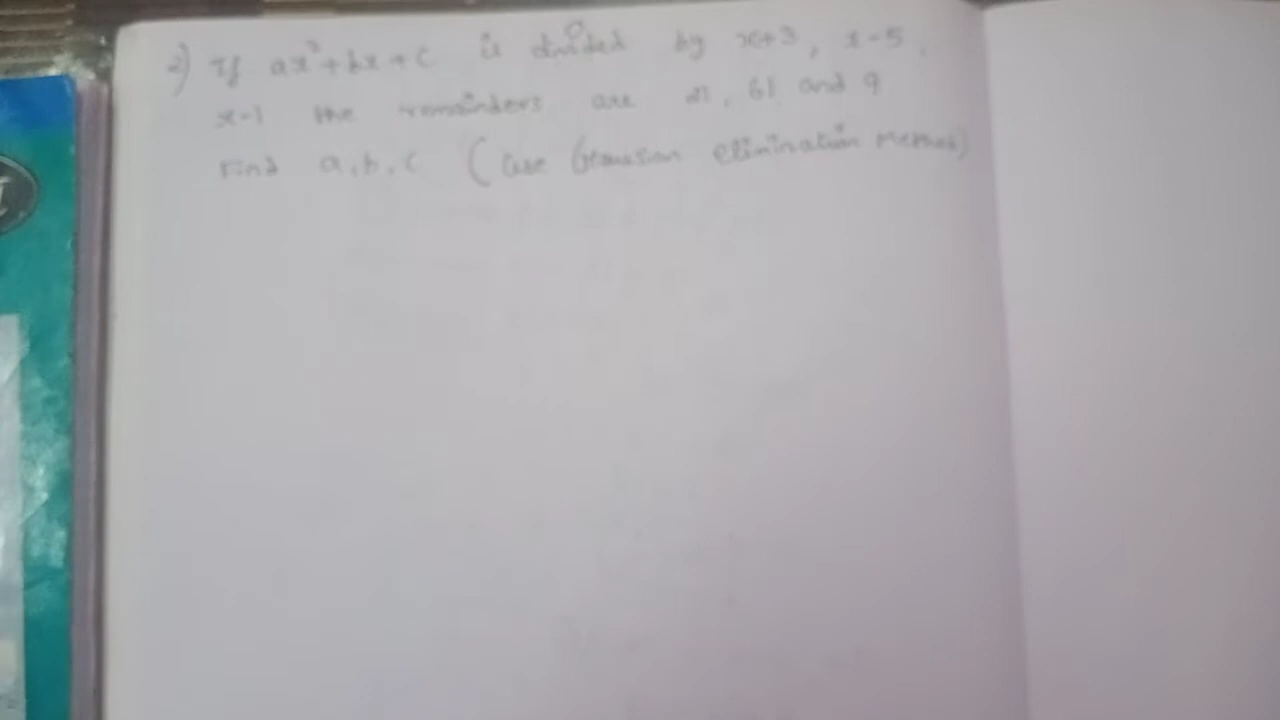 2) If ax²+bx+c is divided by x+3, x-5,
x-1 the remainders are 21, 61 and 9
Find a,b,c (use Gaussian elimination Method)